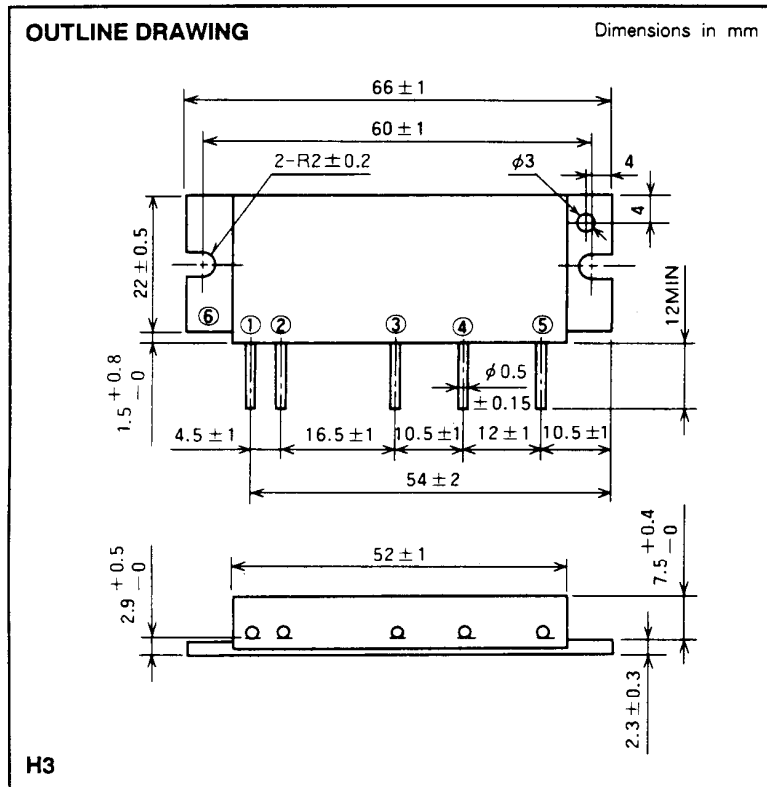 OUTLINE DRAWING
Dimensions in mm
66±1
60±1
2-R2±0.2
φ3
4
4
22±0.5
12MIN
⑥
①
②
③
④
⑤
φ0.5
±0.15
1.5 +0.8 -0
4.5±1
16.5±1
10.5±1
12±1
10.5±1
54±2
52±1
2.9 +0.5 -0
7.5 +0.4 -0
2.3±0.3
H3